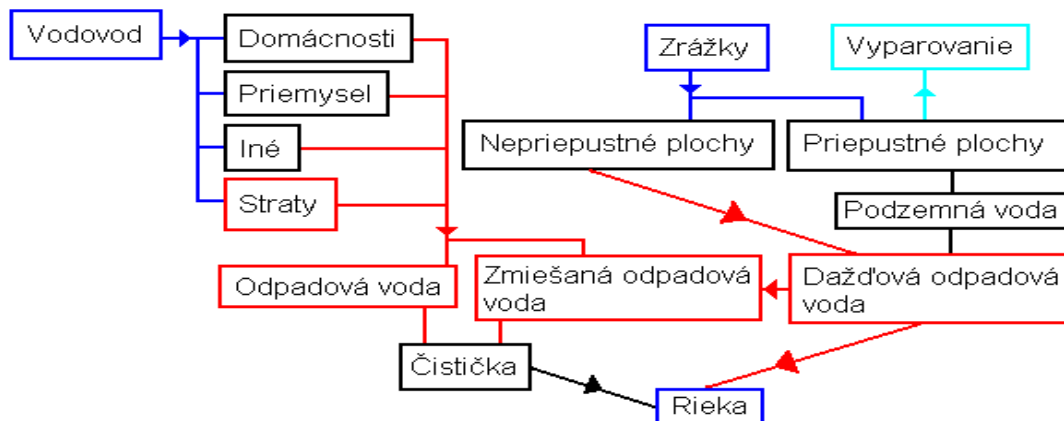 Vodovod
Domácnosti
Priemysel
Iné
Straty
Zrážky
Vyparovanie
Nepriepustné plochy
Priepustné plochy
Podzemná voda
Odpadová voda
Zmiešaná odpadová
voda
Dažďová odpadová
voda
Čistička
Rieka